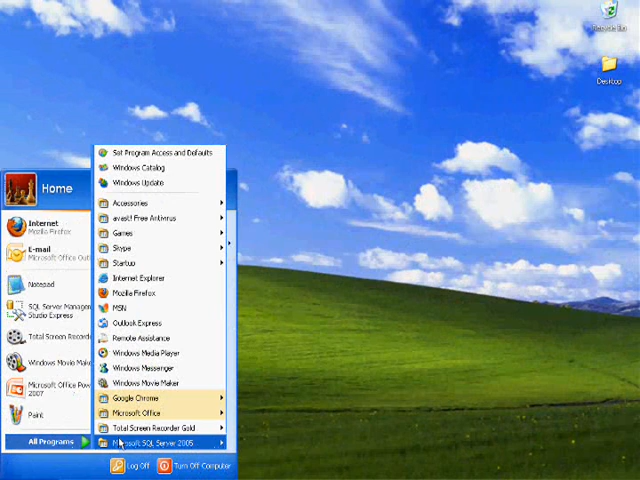 Recycle Bin
Desktop
Home
Internet
Mozilla Firefox
E-mail
Microsoft Office Outl
Notepad
SQL Server Manager
Studio Express
Total Screen Recorder
Windows Movie Mak
Microsoft Office Pow
2007
Paint
All Programs
Set Program Access and Defaults
Windows Catalog
Windows Update
Accessories
avast! Free Antivirus
Games
Skype
Startup
Internet Explorer
Mozilla Firefox
MSN
Outlook Express
Remote Assistance
Windows Media Player
Windows Messenger
Windows Movie Maker
Google Chrome
Microsoft Office
Total Screen Recorder Gold
Microsoft SQL Server 2005
Log Off
Turn Off Computer